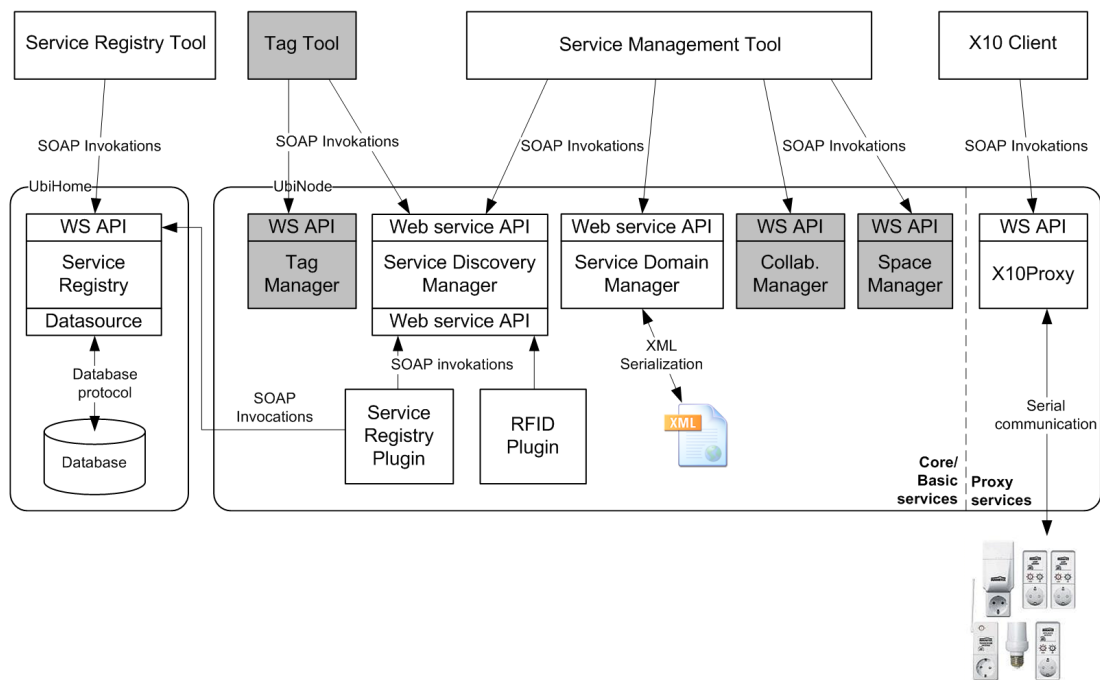 Service Registry Tool
Tag Tool
Service Management Tool
X10 Client
SOAP Invokations
SOAP Invokations
SOAP Invokations
SOAP Invokations
SOAP Invokations
UbiHome
UbiNode
WS API
Service
Registry
Datasource
WS API
Tag
Manager
Web service API
Service Discovery
Manager
Web service API
Web service API
Service Domain
Manager
WS API
Collab.
Manager
WS API
Space
Manager
WS API
X10Proxy
Database
protocol
Database
SOAP
Invocations
SOAP invokations
Service
Registry
Plugin
RFID
Plugin
XML
Serialization
XML
Serial
communication
Core/
Basic
services
Proxy
services